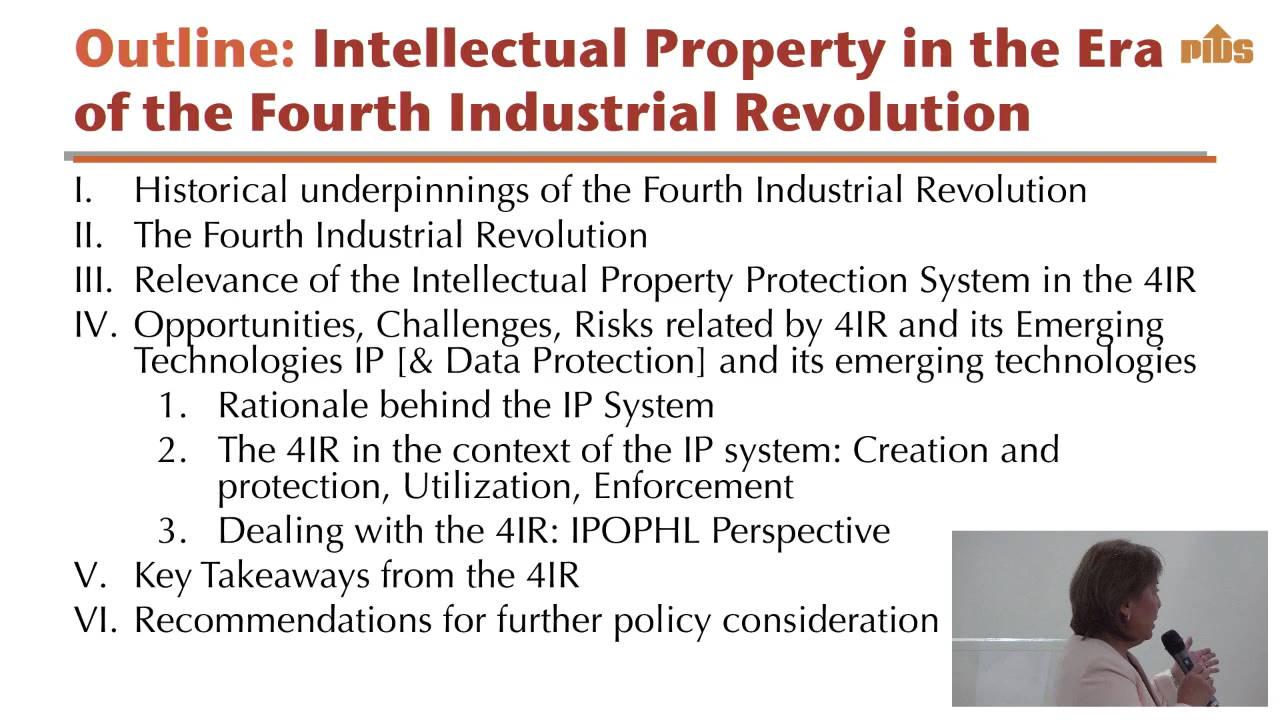 Outline: Intellectual Property in the Era
of the Fourth Industrial Revolution
PIDS
I. Historical underpinnings of the Fourth Industrial Revolution
II. The Fourth Industrial Revolution
III. Relevance of the Intellectual Property Protection System in the 4IR
IV. Opportunities, Challenges, Risks related by 4IR and its Emerging
Technologies IP [& Data Protection] and its emerging technologies
1. Rationale behind the IP System
2. The 4IR in the context of the IP system: Creation and
protection, Utilization, Enforcement
3. Dealing with the 4IR: IPOPHL Perspective
V. Key Takeaways from the 4IR
VI. Recommendations for further policy consideration